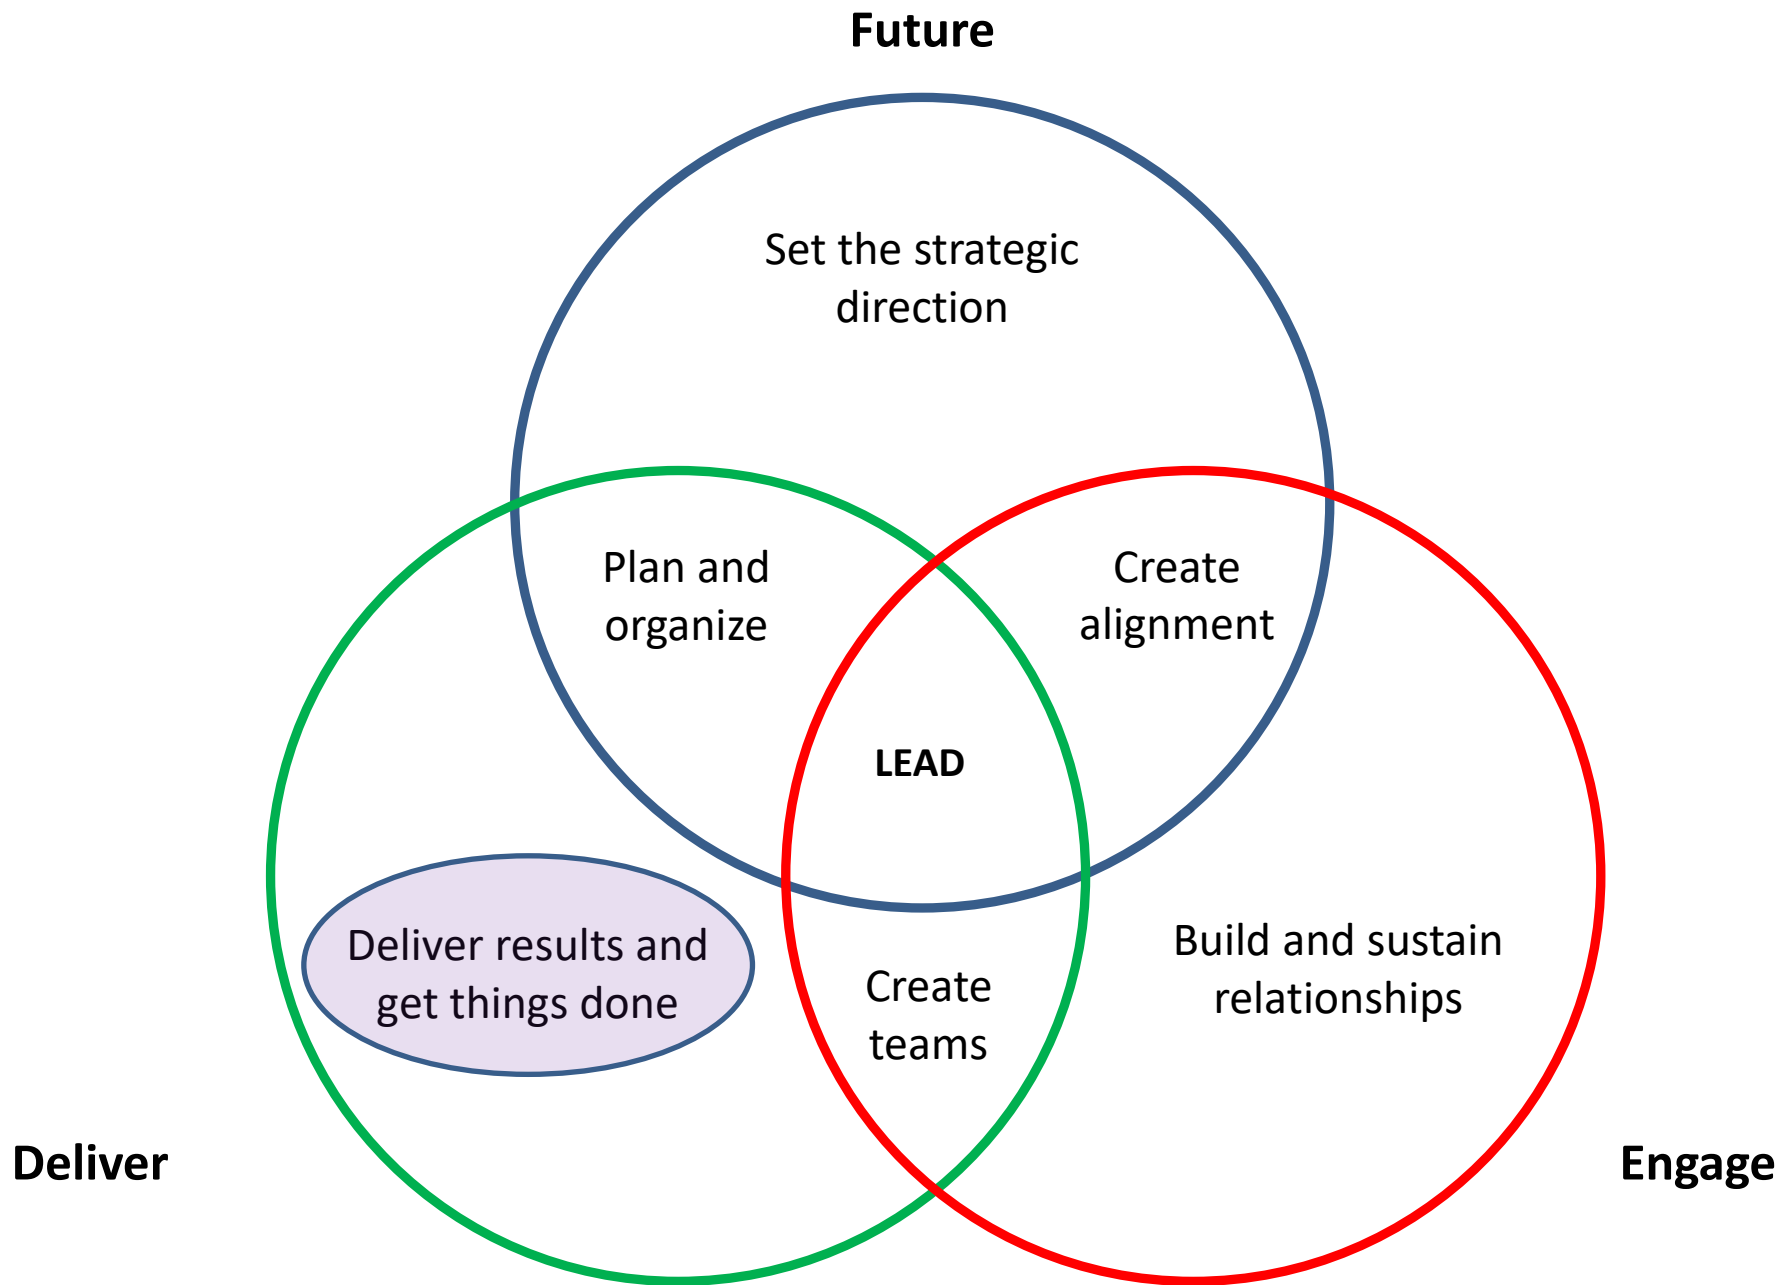 Future
Set the strategic
direction
Plan and
organize
Create
alignment
LEAD
Deliver results and
get things done
Build and sustain
relationships
Create
teams
Deliver
Engage